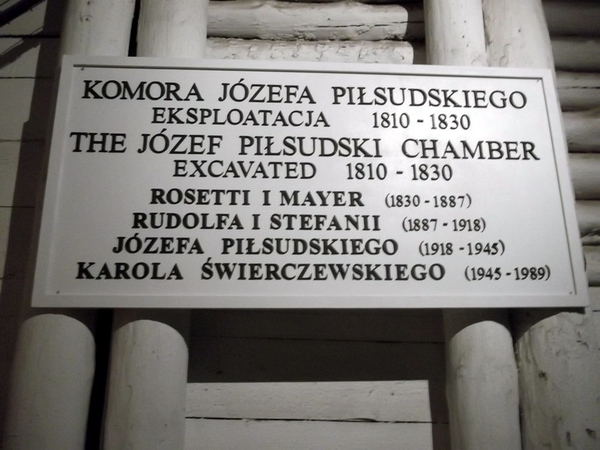 KOMORA JÓZEFA PIŁSUDSKIEGO
EKSPLOATACJA 1810 - 1830
THE JÓZEF PIŁSUDSKI CHAMBER
EXCAVATED 1810 - 1830
ROSETTI I MAYER (1830 - 1887)
RUDOLFA I STEFANII (1887 - 1918)
JÓZEFA PIŁSUDSKIEGO (1918 - 1945)
KAROLA ŚWIERCZEWSKIEGO (1945 - 1989)